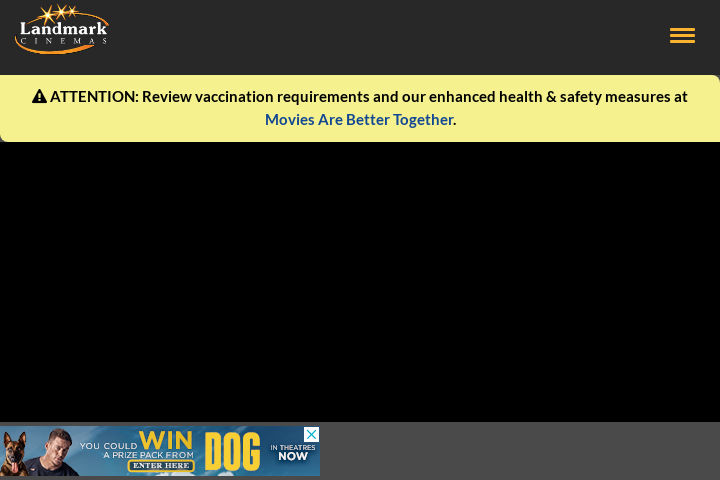 Landmark
CINEMAS
ATTENTION: Review vaccination requirements and our enhanced health & safety measures at
Movies Are Better Together.
YOU COULD WIN
A PRIZE PACK FROM
ENTER HERE
DOG
IN THEATRES
NOW